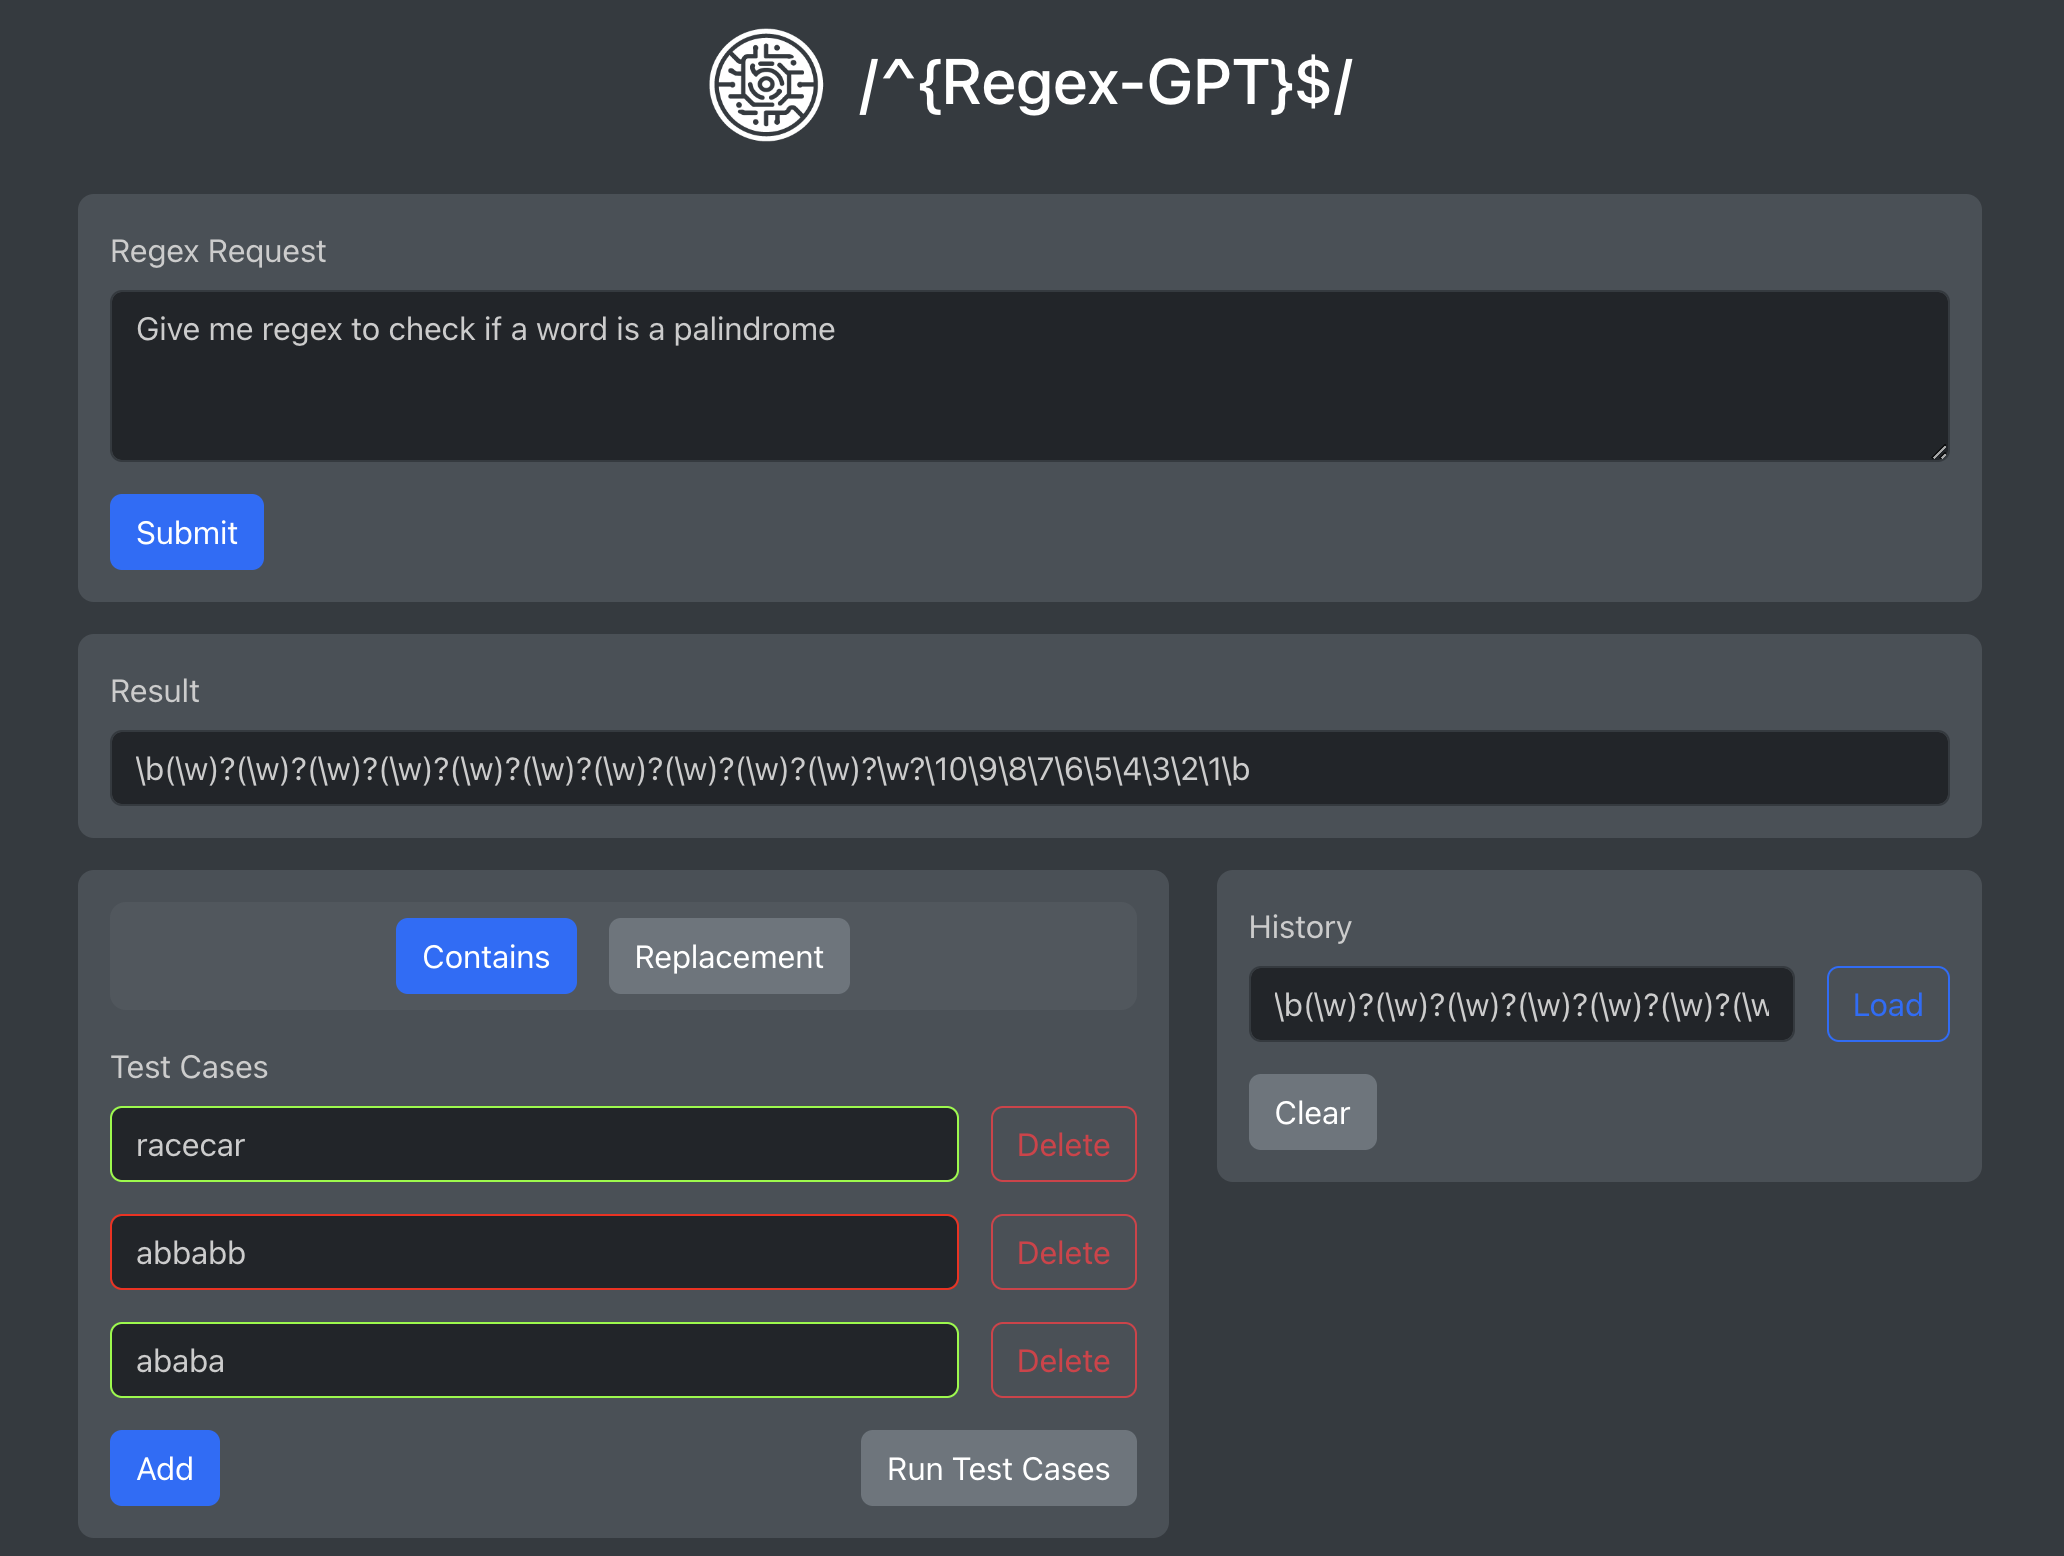 /^{Regex-GPT}$/
Regex Request
Give me regex to check if a word is a palindrome
Submit
Result
\b(\w)?(\w)?(\w)?(\w)?(\w)?(\w)?(\w)?(\w)?(\w)?(\w)?\w?\10\9\8\7\6\5\4\3\2\1\b
Contains Replacement
Test Cases
racecar Delete
abbabb Delete
ababa Delete
Add Run Test Cases
History
\b(\w)?(\w)?(\w)?(\w)?(\w)?(\w)?(\w Load
Clear